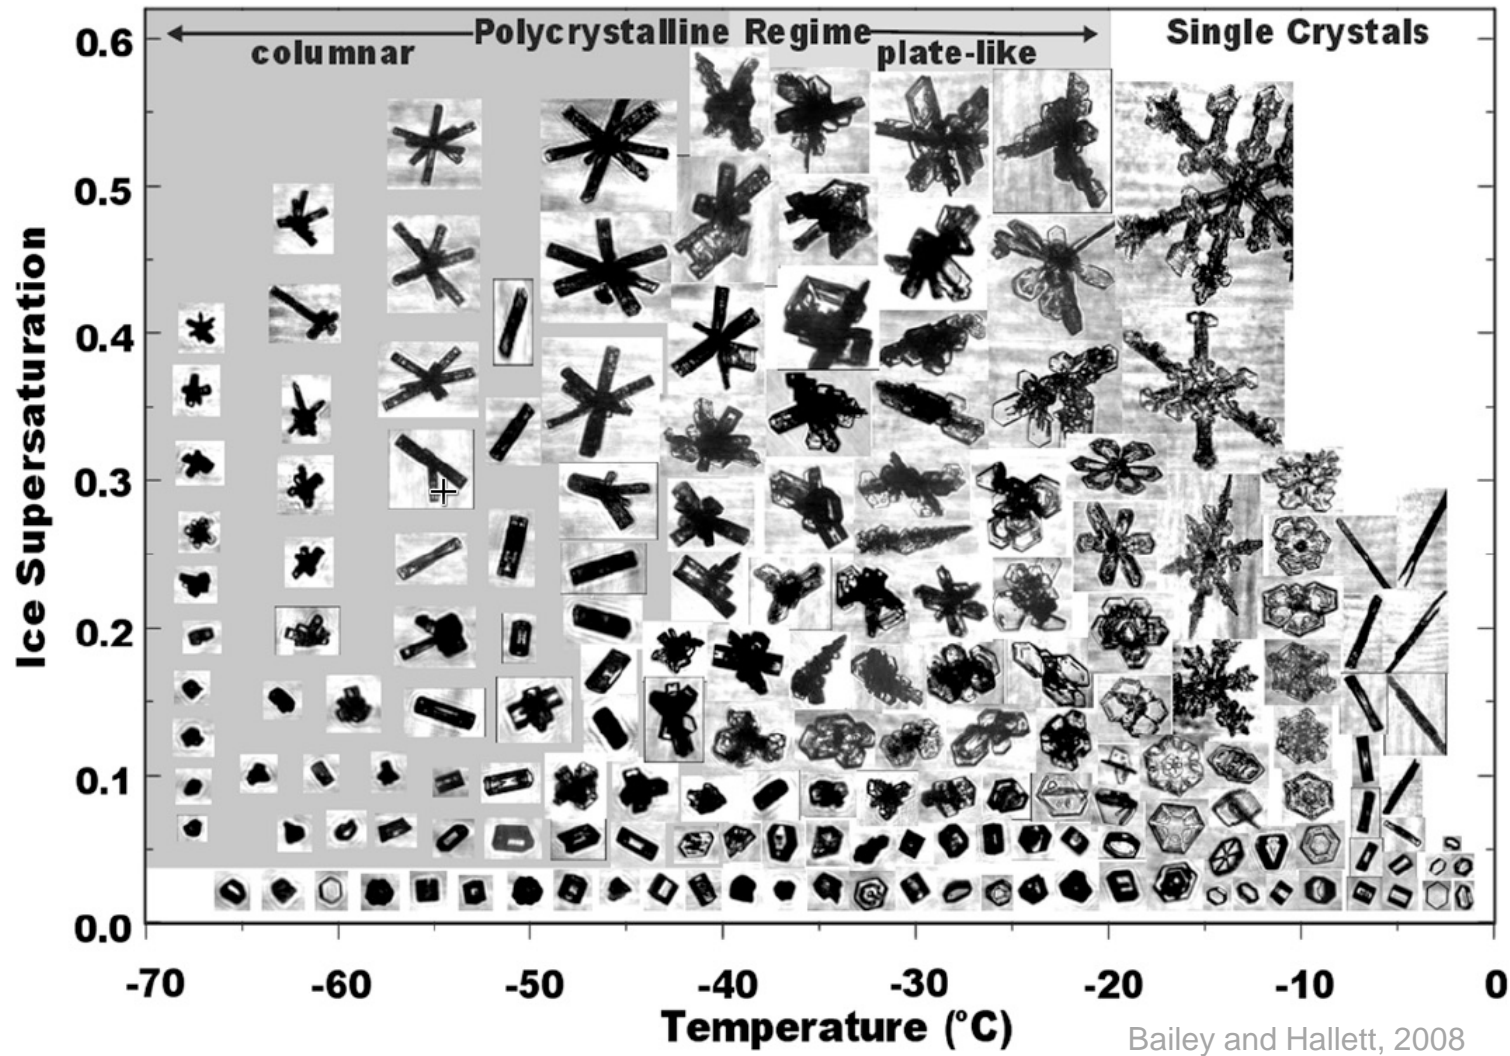 Polycrystalline Regime
Single Crystals
columnar
plate-like
0.6
0.5
0.4
0.3
0.2
0.1
0.0
Ice Supersaturation
-70 -60 -50 -40 -30 -20 -10 0
Temperature (°C)
Bailey and Hallett, 2008